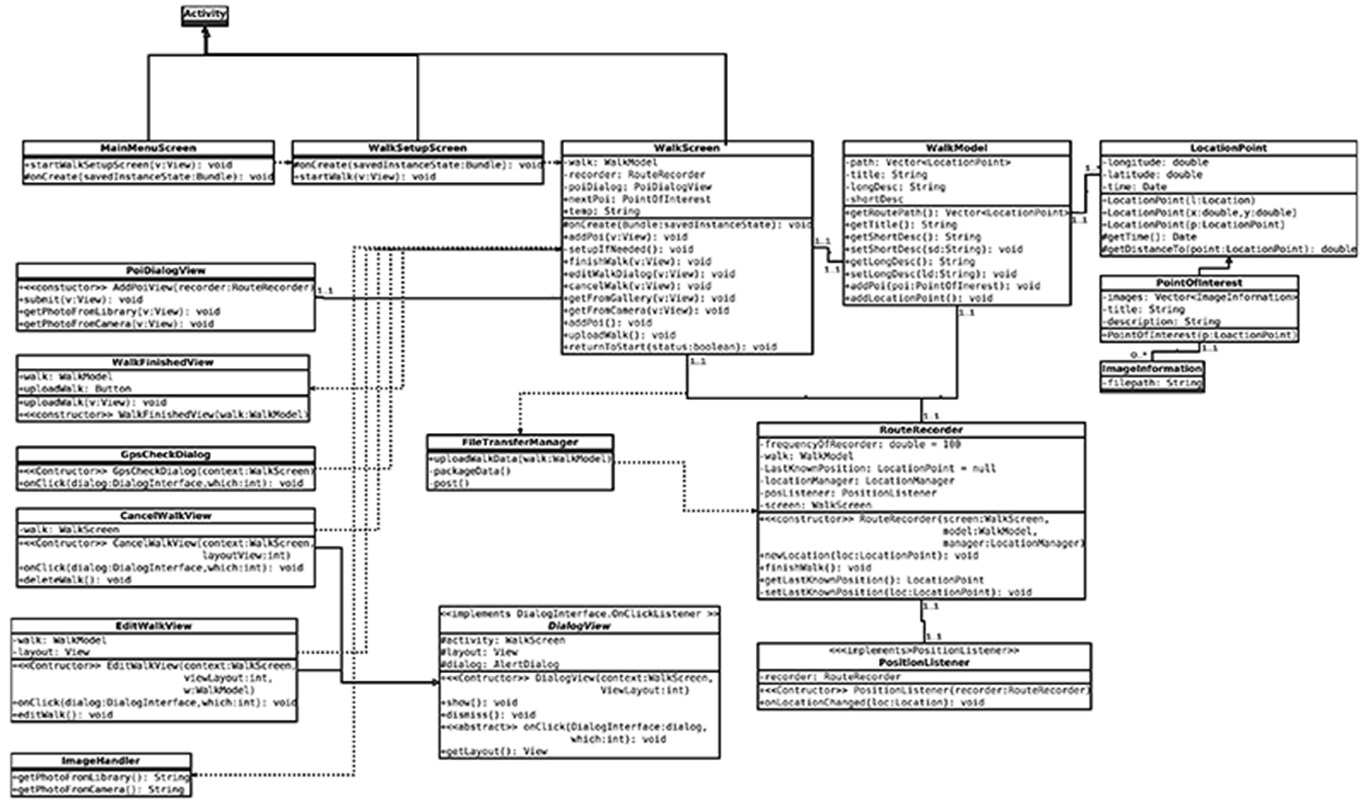 Activity
MainMenuScreen
+startWalkSetupScreen(v:View): void
#onCreate(savedInstanceState:Bundle): void
WalkSetupScreen
#onCreate(savedInstanceState:Bundle): void
+startWalk(v:View): void
WalkScreen
-walk: WalkModel
-recorder: RouteRecorder
-poiDialog: PoiDialogView
+nextPoi: PointOfInterest
+temp: String
#onCreate(Bundle:savedInstanceState): void
+addPoi(v:View): void
-setupIfNeeded(): void
+finishWalk(v:View): void
+editWalkDialog(v:View): void
+cancelWalk(v:View): void
+getFromGallery(v:View): void
+getFromCamera(v:View): void
+addPoi(): void
+uploadWalk(): void
+returnToStart(status:boolean): void
1..1
1..1
1..1
WalkModel
-path: Vector<LocationPoint>
-title: String
-longDesc: String
-shortDesc
+getRoutePath(): Vector<LocationPoint>
+getTitle(): String
+getShortDesc(): String
+setShortDesc(sd:String): void
+getLongDesc(): String
+setLongDesc(ld:String): void
+addPoi(poi:PointOfInerest): void
+addLocationPoint(): void
1..1
1..1
LocationPoint
-longitude: double
-latitude: double
-time: Date
+LocationPoint(l:Location)
+LocationPoint(x:double,y:double)
+LocationPoint(p:LocationPoint)
#getTime(): Date
#getDistanceTo(point:LocationPoint): double
PointOfInterest
-images: Vector<ImageInformation>
-title: String
-description: String
+PointOfInterest(p:LoactionPoint)
0..*
1..1
ImageInformation
-filepath: String
PoiDialogView
+<<constuctor>> AddPoiView(recorder:RouteRecorder)
+submit(v:View): void
+getPhotoFromLibrary(v:View): void
+getPhotoFromCamera(v:View): void
1..1
WalkFinishedView
+walk: WalkModel
+uploadWalk: Button
+uploadWalk(v:View): void
+<<constructor>> WalkFinishedView(walk:WalkModel)
GpsCheckDialog
+<<Contructor>> GpsCheckDialog(context:WalkScreen)
+onClick(dialog:DialogInterface,which:int): void
CancelWalkView
-walk: WalkScreen
+<<Contructor>> CancelWalkView(context:WalkScreen,
layoutView:int)
+onClick(dialog:DialogInterface,which:int): void
+deleteWalk(): void
EditWalkView
-walk: WalkModel
-layout: View
+<<Contructor>> EditWalkView(context:WalkScreen,
viewLayout:int,
w:WalkModel)
+onClick(dialog:DialogInterface,which:int): void
+editWalk(): void
ImageHandler
+getPhotoFromLibrary(): String
+getPhotoFromCamera(): String
FileTransferManager
+uploadWalkData(walk:WalkModel)
-packageData()
-post()
<<implements DialogInterface.OnClickListener >>
DialogView
#activity: WalkScreen
#layout: View
#dialog: AlertDialog
+<<Contructor>> DialogView(context:WalkScreen,
ViewLayout:int)
+show(): void
+dismiss(): void
+<<abstract>> onClick(DialogInterface:dialog,
which:int): void
+getLayout(): View
1..1
RouteRecorder
-frequencyOfRecorder: double = 100
-walk: WalkModel
-LastKnownPosition: LocationPoint = null
-locationManager: LocationManager
-posListener: PositionListener
-screen: WalkScreen
+<<constructor>> RouteRecorder(screen:WalkScreen,
model:WalkModel,
manager:LocationManager)
+newLocation(loc:LocationPoint): void
+finishWalk(): void
+getLastKnownPosition(): LocationPoint
-setLastKnownPosition(loc:LocationPoint): void
1..1
1..1
<<<implements>PositionListener>>
PositionListener
-recorder: RouteRecorder
+<<Contructor>> PositionListener(recorder:RouteRecorder)
+onLocationChanged(loc:Location): void